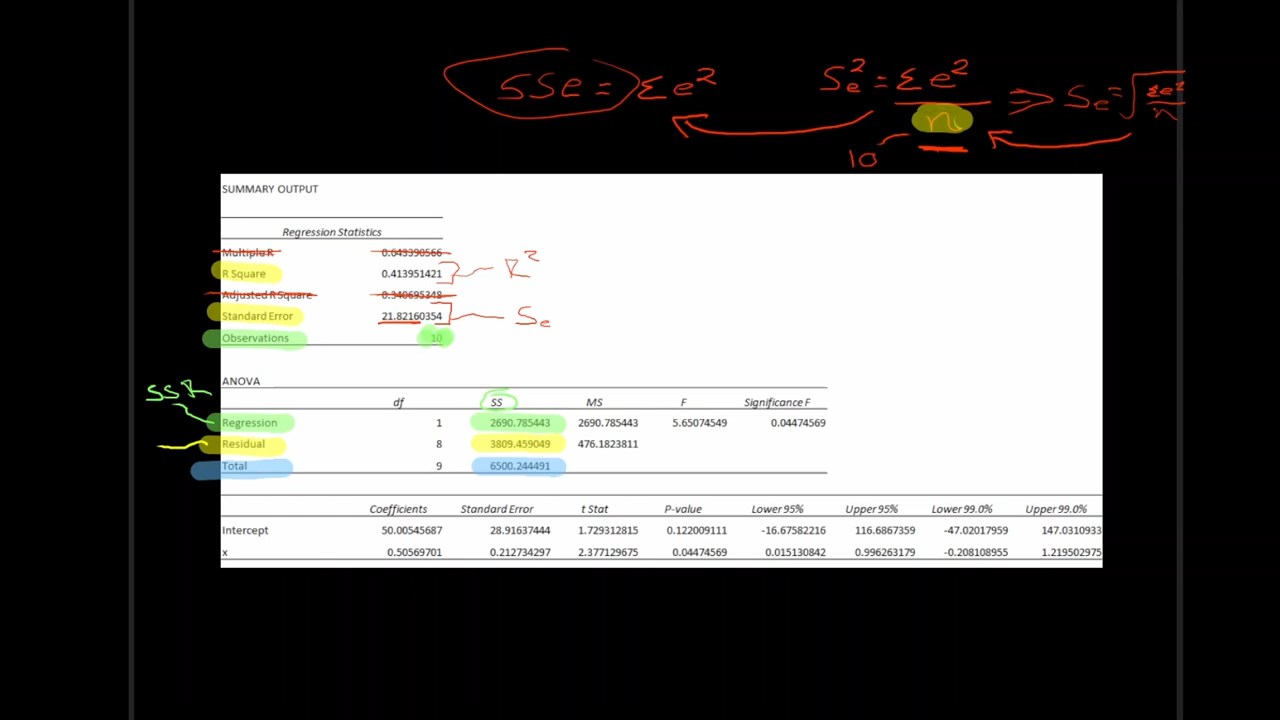 SSe = Σe²    Se² = Σe² / n ⇒ Se = √(Σe² / n)
10
SUMMARY OUTPUT
Regression Statistics
Multiple R 0.643390566
R Square 0.413951421 R²
Adjusted R Square 0.340695348
Standard Error 21.82160354 Se
Observations 10
ANOVA
SSR
df SS MS F Significance F
Regression 1 2690.785443 2690.785443 5.65074549 0.04474569
Residual 8 3809.459049 476.1823811
Total 9 6500.244491
Coefficients Standard Error t Stat P-value Lower 95% Upper 95% Lower 99.0% Upper 99.0%
Intercept 50.00545687 28.91637444 1.729312815 0.122009111 -16.67582216 116.6867359 -47.02017959 147.0310933
x 0.50569701 0.212734297 2.377129675 0.04474569 0.015130842 0.996263179 -0.208108955 1.219502975